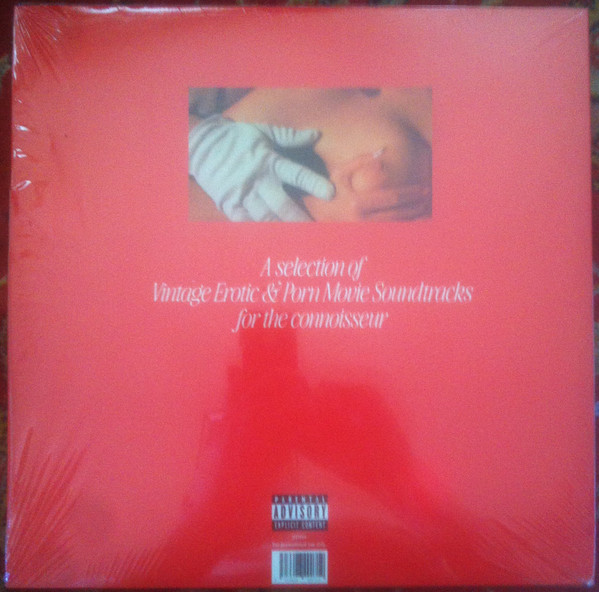 A selection of
Vintage Erotic & Porn Movie Soundtracks
for the connoisseur
PARENTAL
ADVISORY
EXPLICIT CONTENT